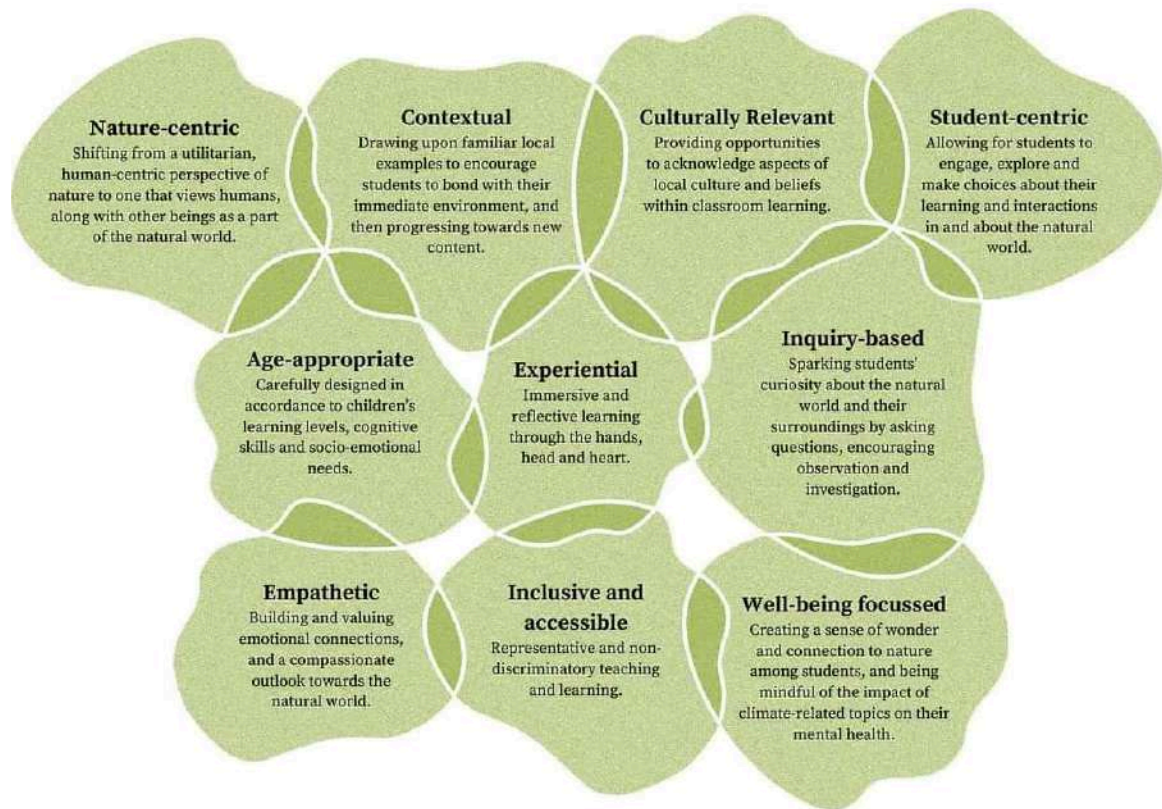 Nature-centric
Shifting from a utilitarian,
human-centric perspective of
nature to one that views humans,
along with other beings as a part
of the natural world.
Contextual
Drawing upon familiar local
examples to encourage
students to bond with their
immediate environment, and
then progressing towards new
content.
Culturally Relevant
Providing opportunities
to acknowledge aspects of
local culture and beliefs
within classroom learning.
Student-centric
Allowing for students to
engage, explore and
make choices about their
learning and interactions
in and about the natural
world.
Age-appropriate
Carefully designed in
accordance to children's
learning levels, cognitive
skills and socio-emotional
needs.
Experiential
Immersive and
reflective learning
through the hands,
head and heart.
Inquiry-based
Sparking students'
curiosity about the natural
world and their
surroundings by asking
questions, encouraging
observation and
investigation.
Empathetic
Building and valuing
emotional connections,
and a compassionate
outlook towards the
natural world.
Inclusive and
accessible
Representative and non-
discriminatory teaching
and learning.
Well-being focussed
Creating a sense of wonder
and connection to nature
among students, and being
mindful of the impact of
climate-related topics on their
mental health.